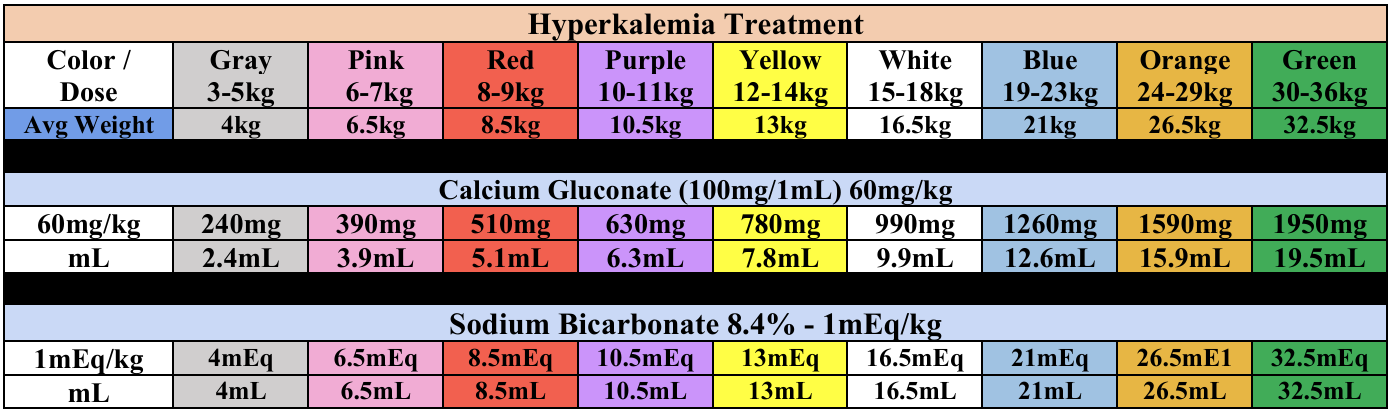 Hyperkalemia Treatment
Color / Dose Gray 3-5kg Pink 6-7kg Red 8-9kg Purple 10-11kg Yellow 12-14kg White 15-18kg Blue 19-23kg Orange 24-29kg Green 30-36kg
Avg Weight 4kg 6.5kg 8.5kg 10.5kg 13kg 16.5kg 21kg 26.5kg 32.5kg
Calcium Gluconate (100mg/1mL) 60mg/kg
60mg/kg 240mg 390mg 510mg 630mg 780mg 990mg 1260mg 1590mg 1950mg
mL 2.4mL 3.9mL 5.1mL 6.3mL 7.8mL 9.9mL 12.6mL 15.9mL 19.5mL
Sodium Bicarbonate 8.4% - 1mEq/kg
1mEq/kg 4mEq 6.5mEq 8.5mEq 10.5mEq 13mEq 16.5mEq 21mEq 26.5mE1 32.5mEq
mL 4mL 6.5mL 8.5mL 10.5mL 13mL 16.5mL 21mL 26.5mL 32.5mL